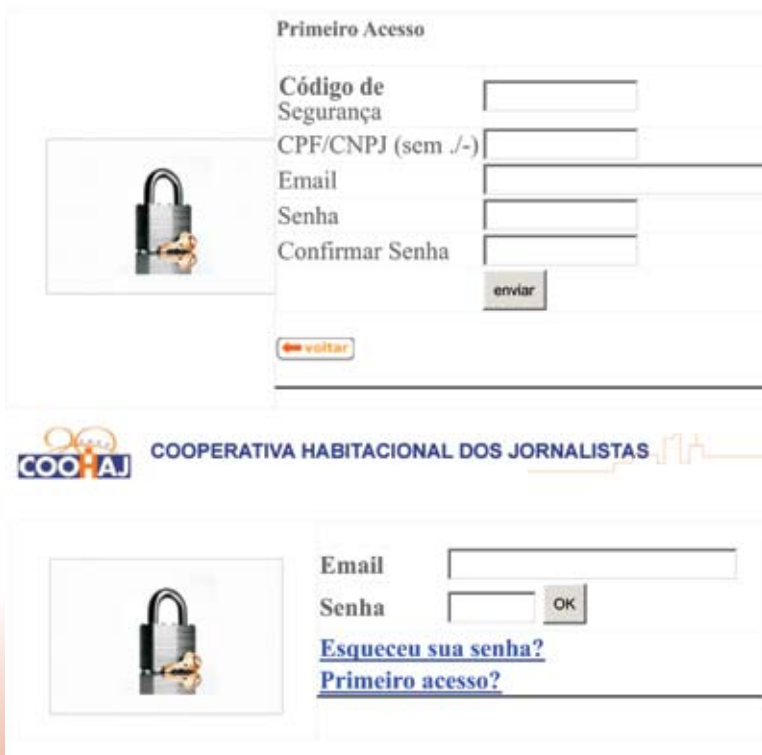 Primeiro Acesso
Código de
Segurança
CPF/CNPJ (sem ./-)
Email
Senha
Confirmar Senha
enviar
voltar
COOHAJ
COOPERATIVA HABITACIONAL DOS JORNALISTAS
Email
Senha
OK
Esqueceu sua senha?
Primeiro acesso?